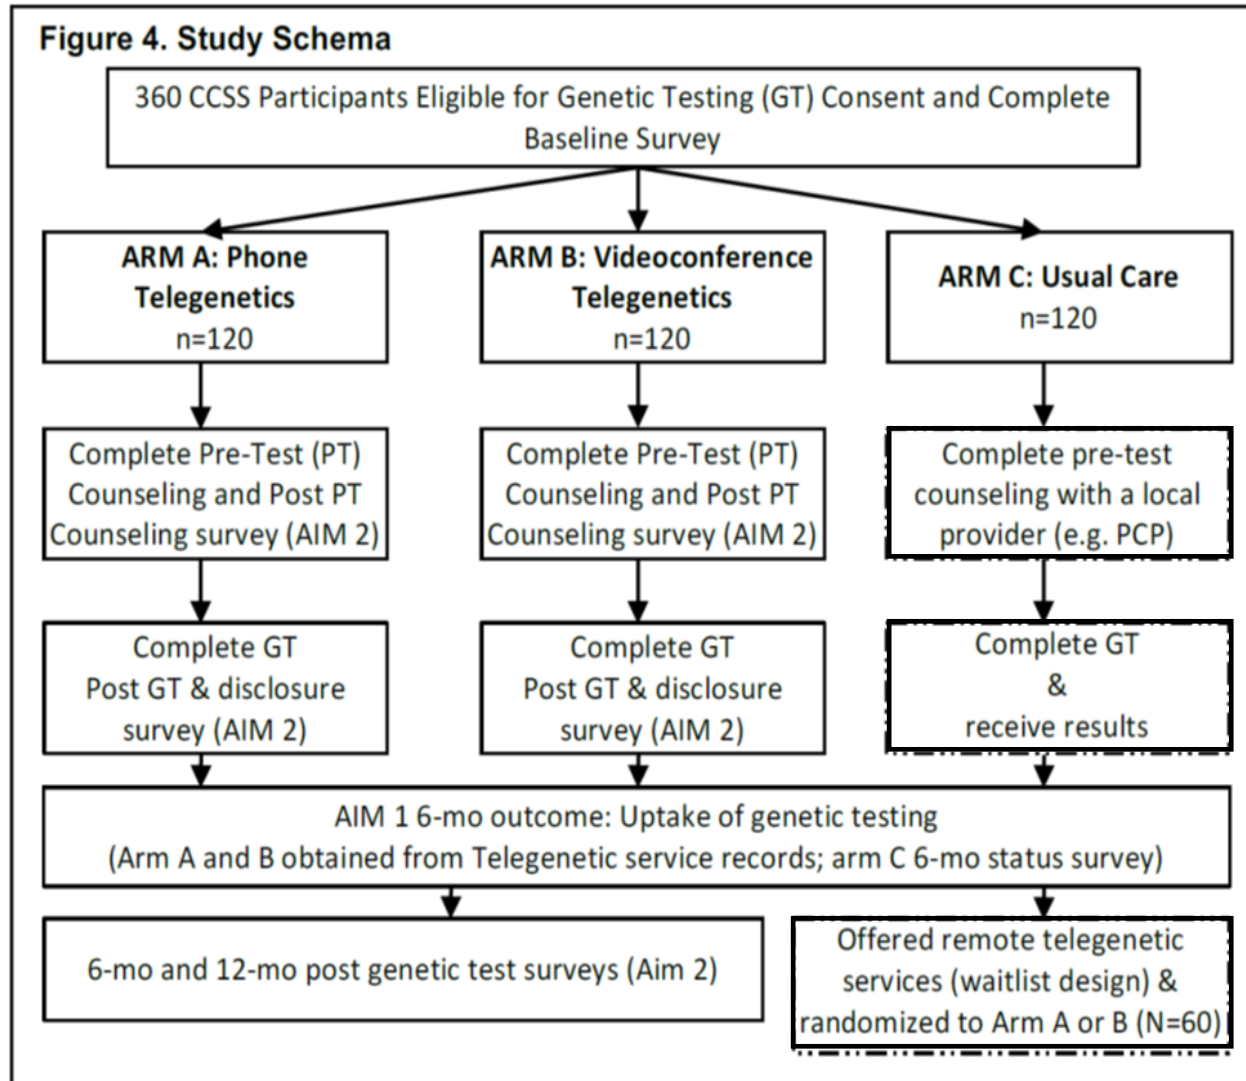 Figure 4. Study Schema
360 CCSS Participants Eligible for Genetic Testing (GT) Consent and Complete
Baseline Survey
ARM A: Phone
Telegenetics
n=120
ARM B: Videoconference
Telegenetics
n=120
ARM C: Usual Care
n=120
Complete Pre-Test (PT)
Counseling and Post PT
Counseling survey (AIM 2)
Complete Pre-Test (PT)
Counseling and Post PT
Counseling survey (AIM 2)
Complete pre-test
counseling with a local
provider (e.g. PCP)
Complete GT
Post GT & disclosure
survey (AIM 2)
Complete GT
Post GT & disclosure
survey (AIM 2)
Complete GT
&
receive results
AIM 1 6-mo outcome: Uptake of genetic testing
(Arm A and B obtained from Telegenetic service records; arm C 6-mo status survey)
6-mo and 12-mo post genetic test surveys (Aim 2)
Offered remote telegenetic
services (waitlist design) &
randomized to Arm A or B (N=60)